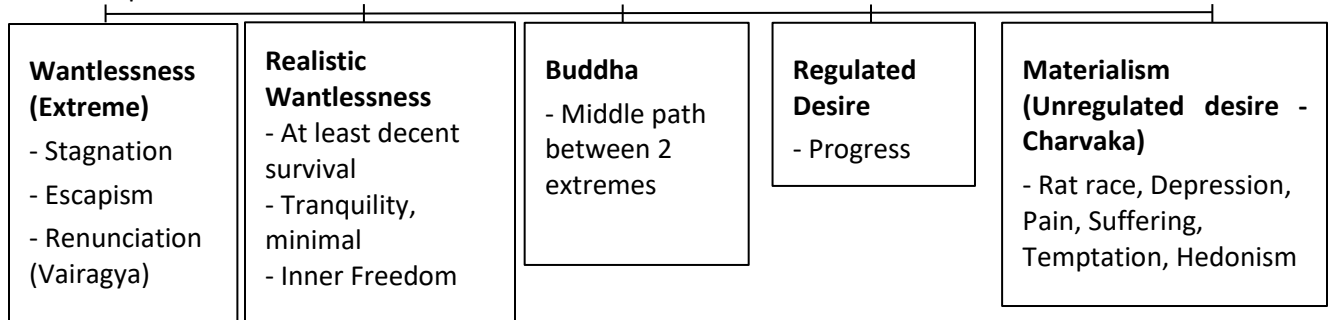 Wantlessness
(Extreme)
- Stagnation
- Escapism
- Renunciation
(Vairagya)
Realistic
Wantlessness
- At least decent
survival
- Tranquility,
minimal
- Inner Freedom
Buddha
- Middle path
between 2
extremes
Regulated
Desire
- Progress
Materialism
(Unregulated desire -
Charvaka)
- Rat race, Depression,
Pain, Suffering,
Temptation, Hedonism